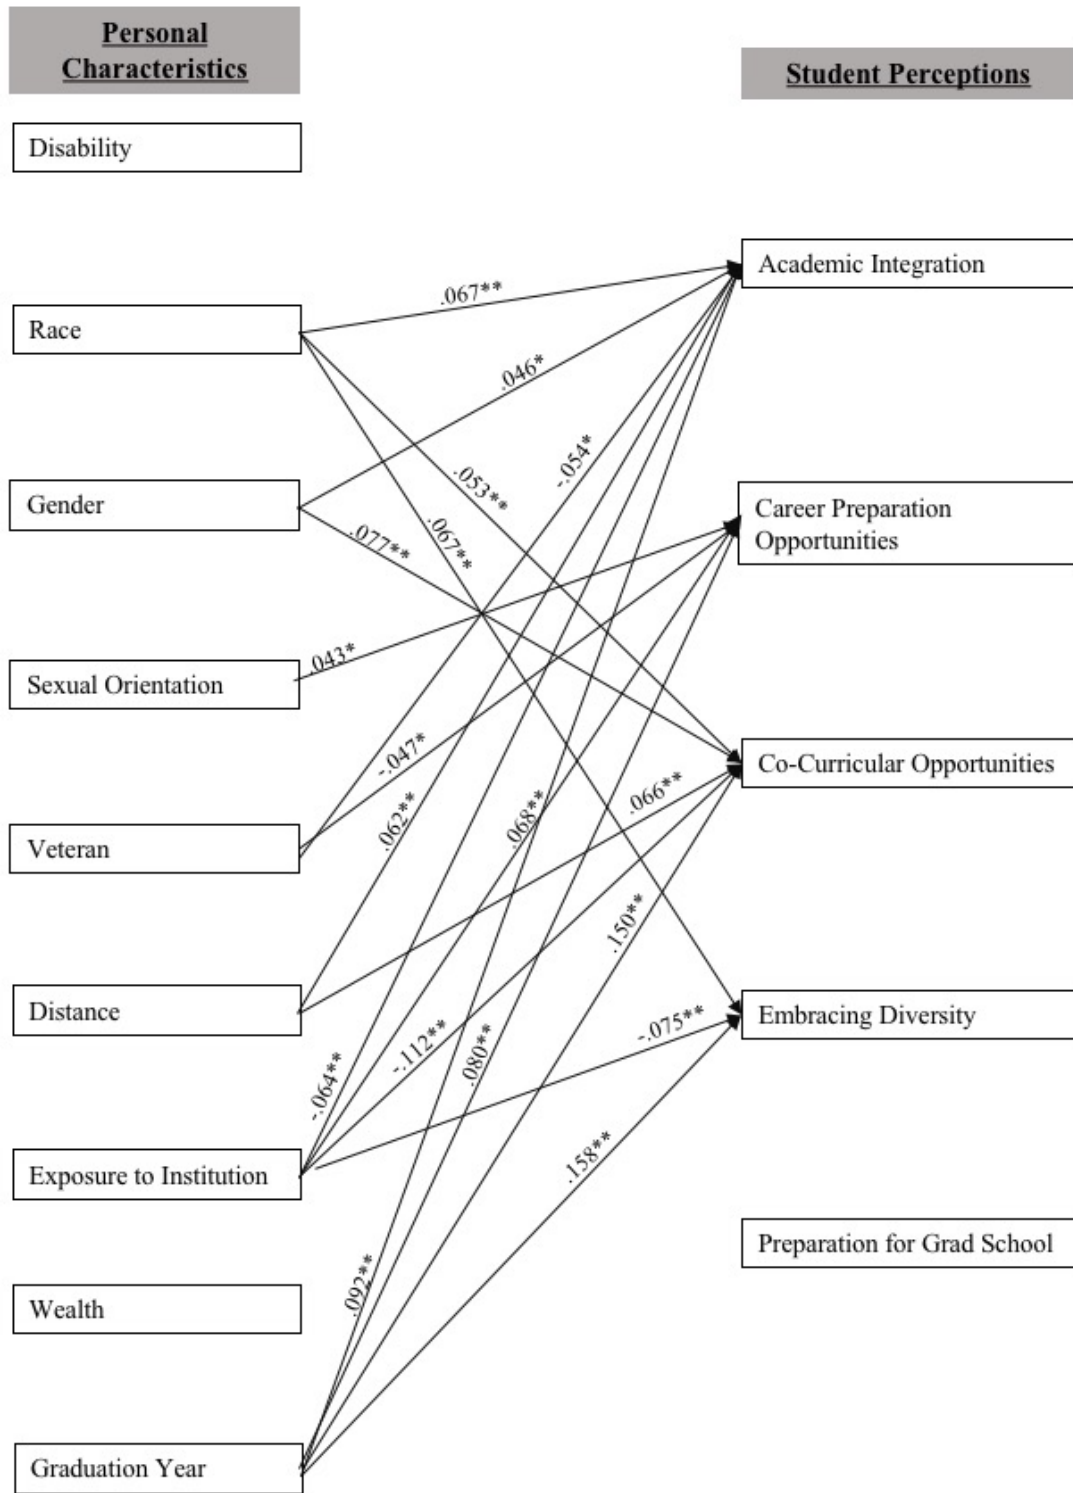 Personal
Characteristics
Student Perceptions
Disability
Academic Integration
.067**
Race
.046*
-.054*
.053**
Gender
Career Preparation
Opportunities
.077**
.067**
.043*
Sexual Orientation
-.047*
Co-Curricular Opportunities
.066**
.062**
.068**
Veteran
.150**
Distance
Embracing Diversity
-.075**
-.112**
.080**
-.064**
Exposure to Institution
.158**
Preparation for Grad School
.092**
Wealth
Graduation Year